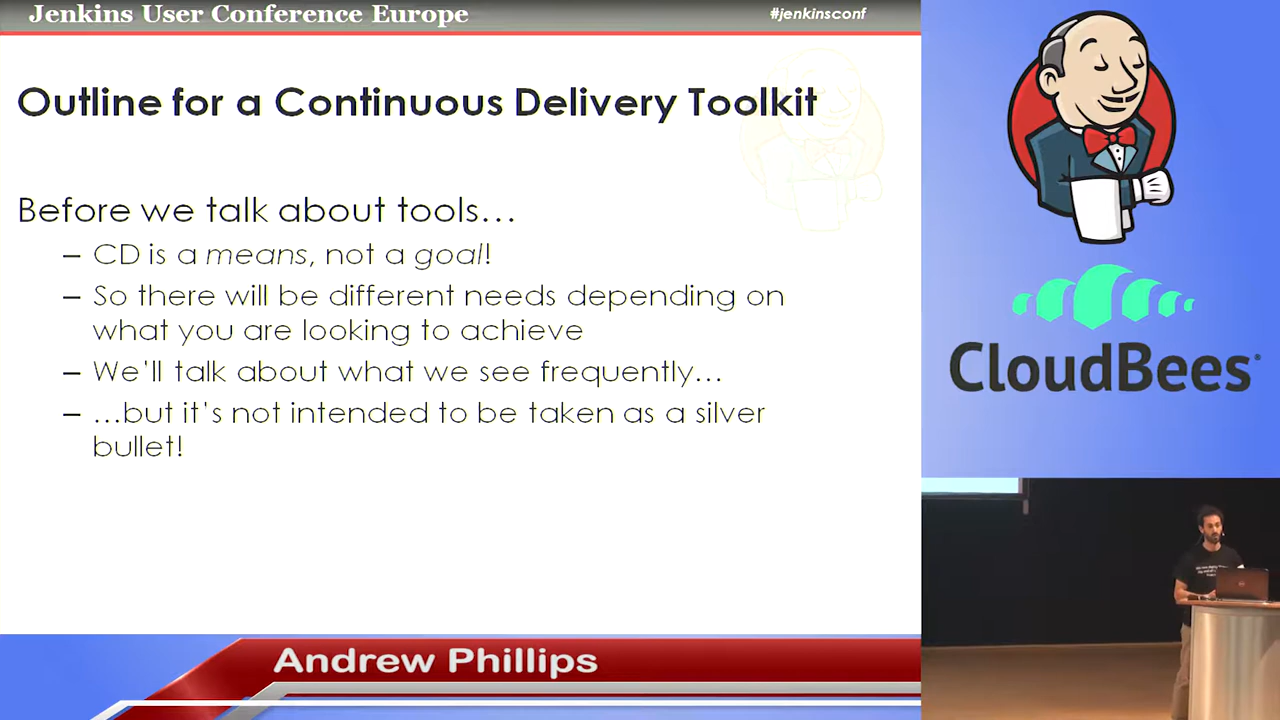 Jenkins User Conference Europe
#jenkinsconf
Outline for a Continuous Delivery Toolkit
Before we talk about tools…
– CD is a means, not a goal!
– So there will be different needs depending on
what you are looking to achieve
– We'll talk about what we see frequently…
– …but it's not intended to be taken as a silver
bullet!
CloudBees
Andrew Phillips